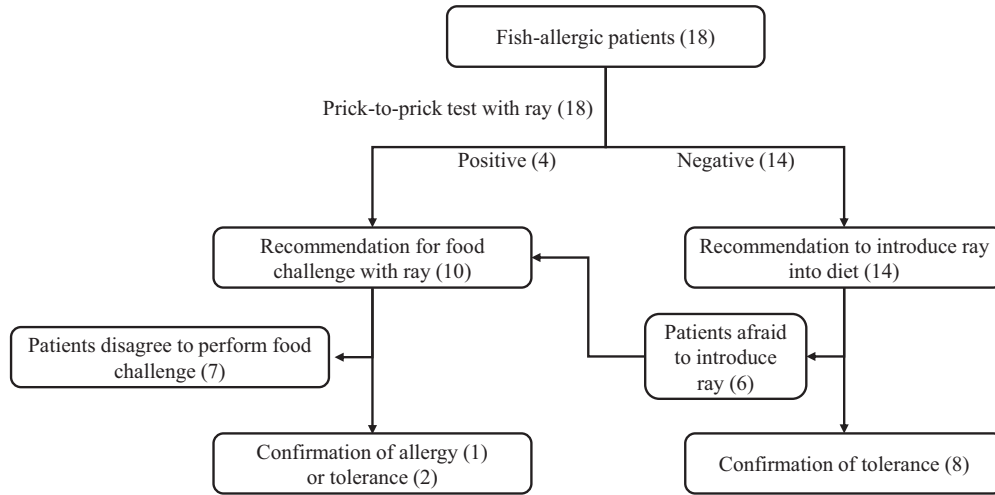 Fish-allergic patients (18)
Prick-to-prick test with ray (18)
Positive (4)
Negative (14)
Recommendation for food
challenge with ray (10)
Recommendation to introduce ray
into diet (14)
Patients disagree to perform food
challenge (7)
Patients afraid
to introduce
ray (6)
Confirmation of allergy (1)
or tolerance (2)
Confirmation of tolerance (8)